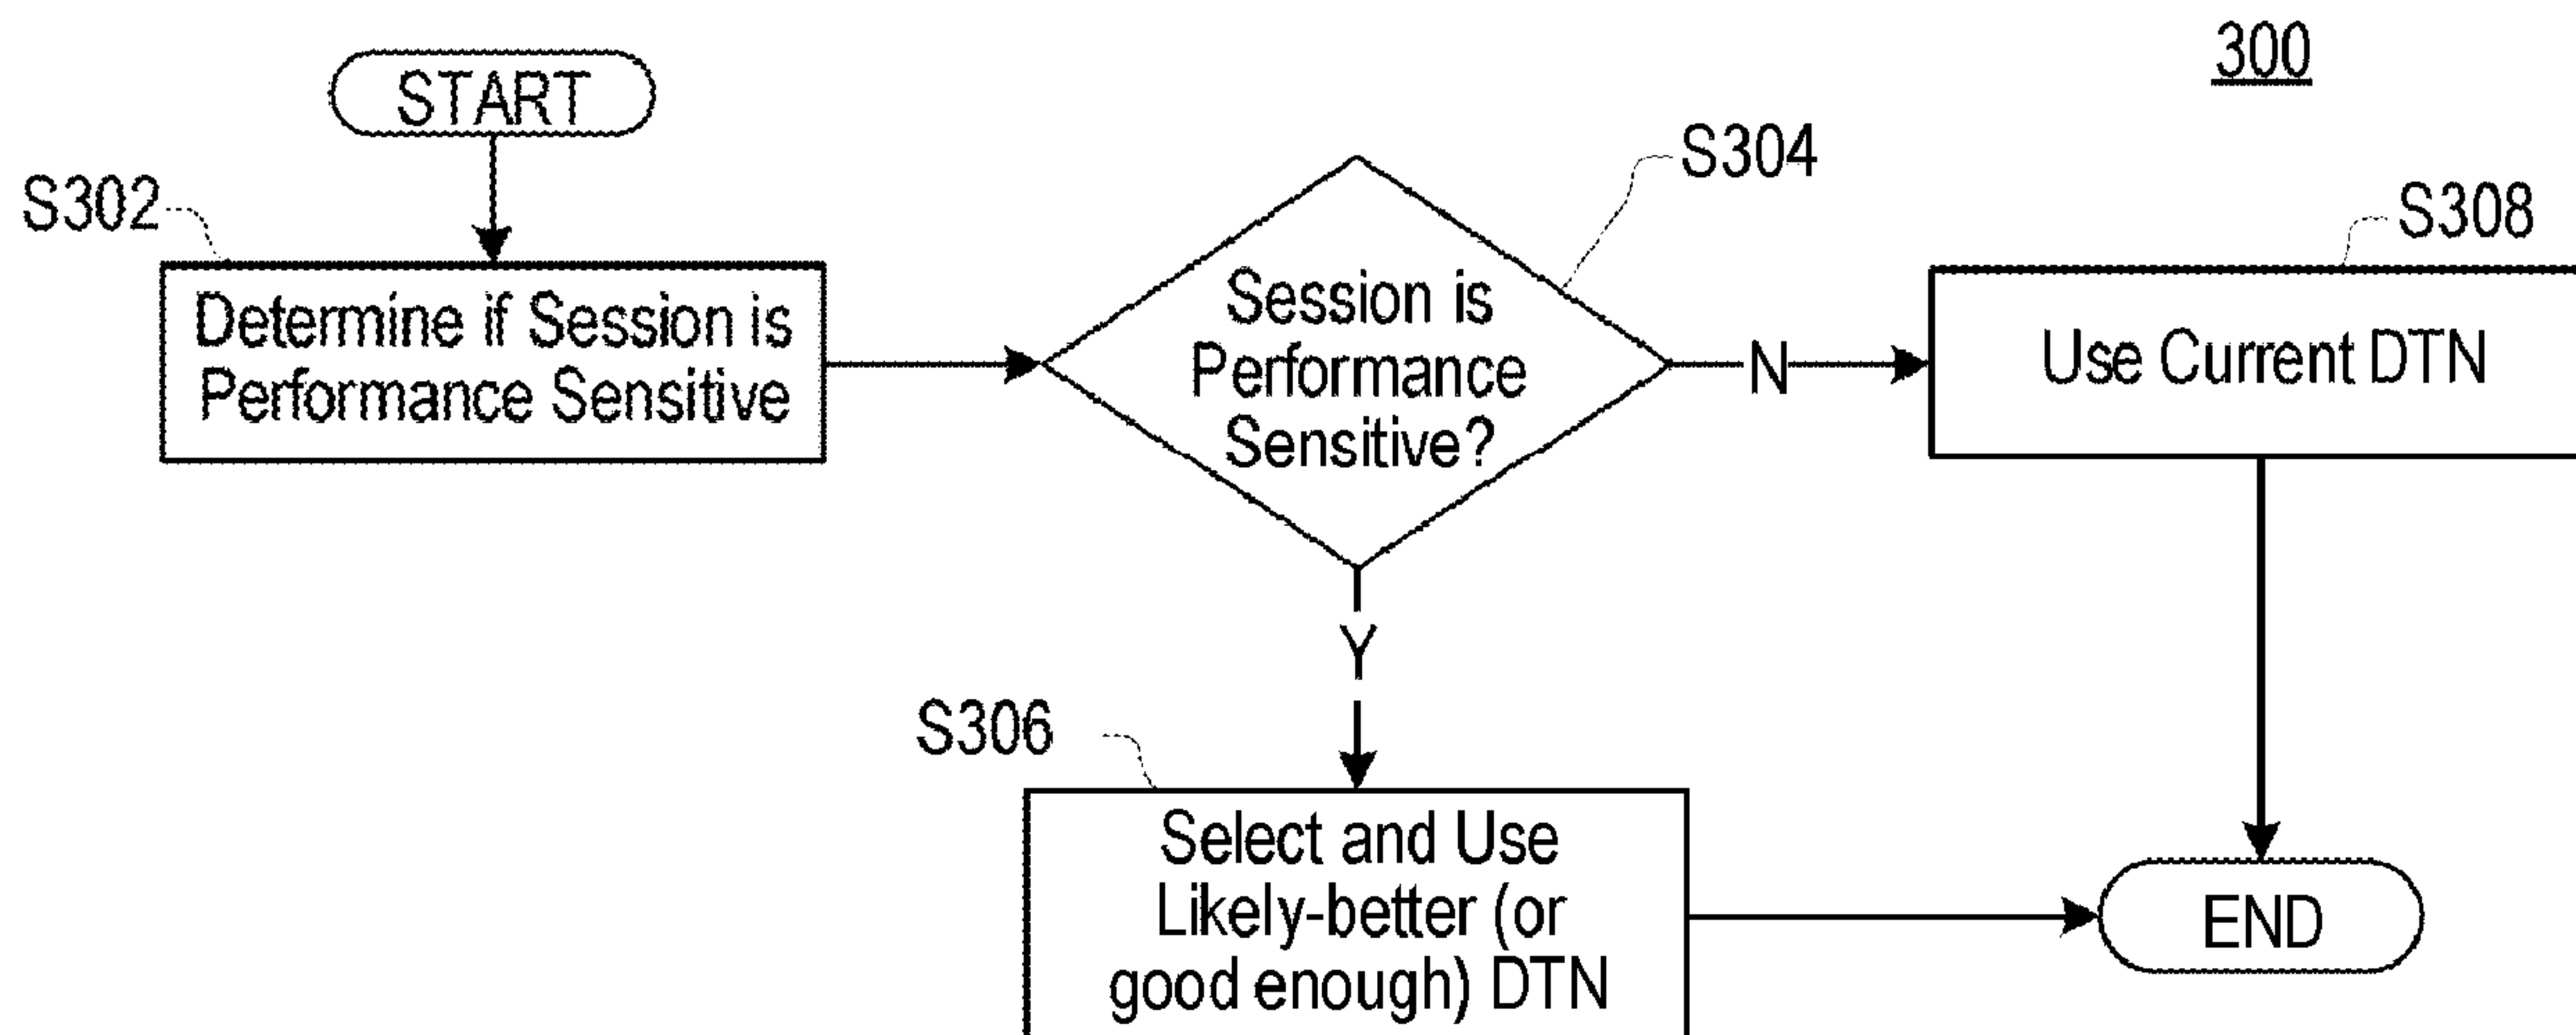 300
START
S302
Determine if Session is
Performance Sensitive
S304
Session is
Performance
Sensitive?
N
S308
Use Current DTN
Y
S306
Select and Use
Likely-better (or
good enough) DTN
END